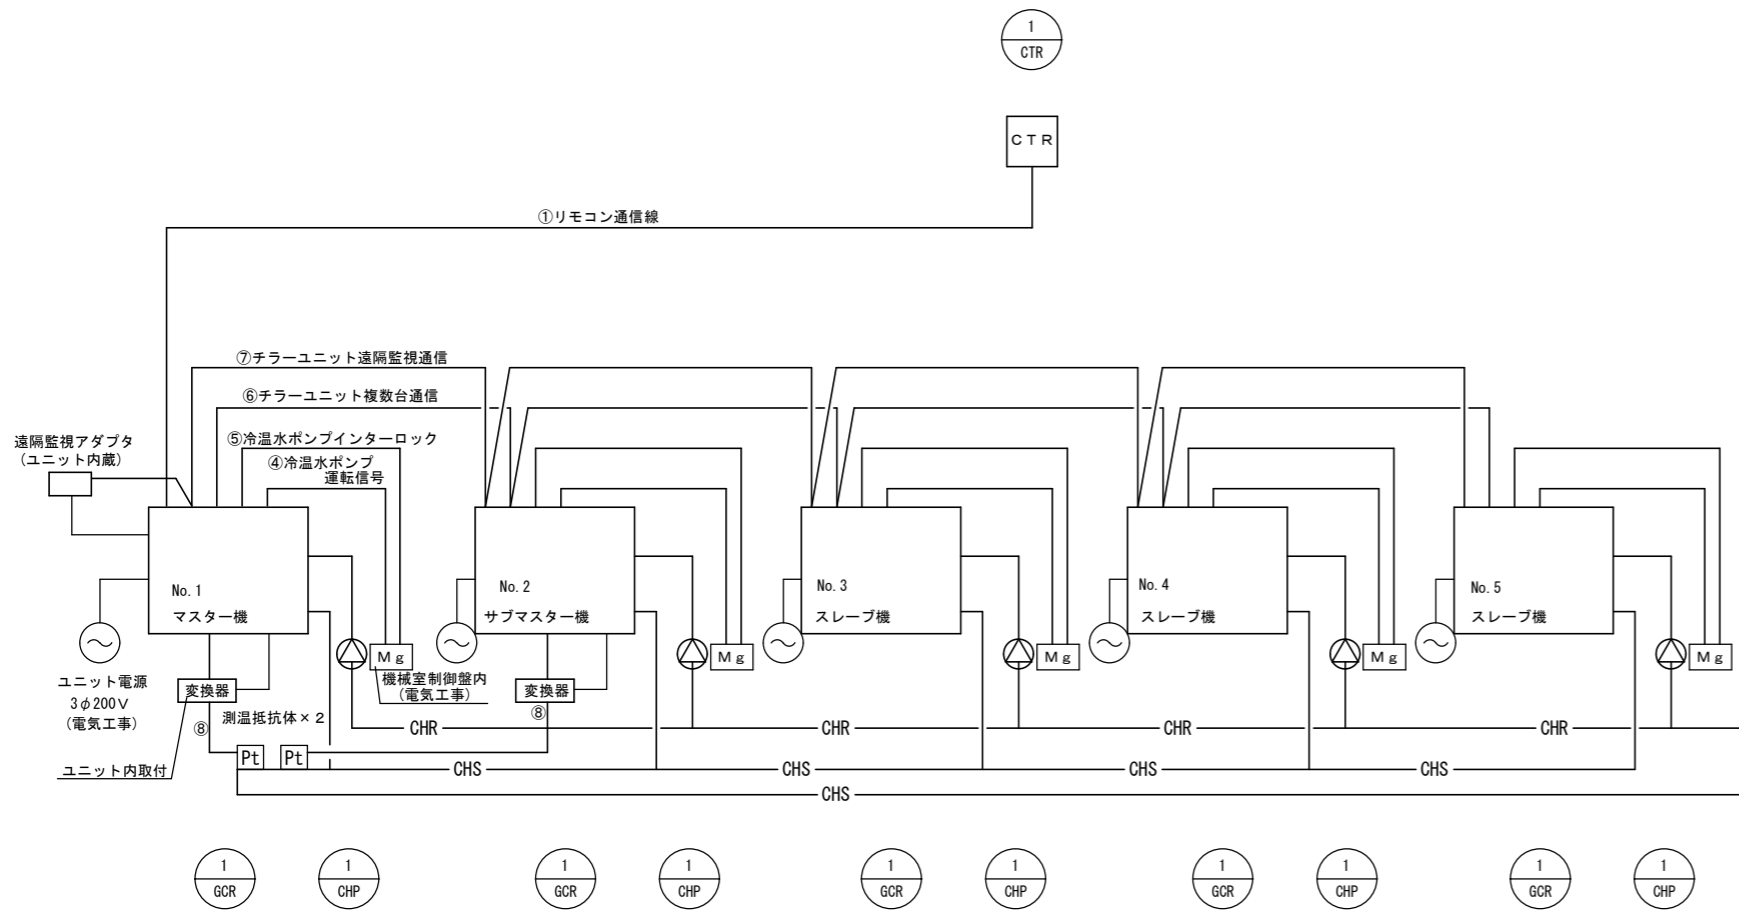 1
CTR
CTR
①リモコン通信線
⑦チラーユニット遠隔監視通信
⑥チラーユニット複数台通信
⑤冷温水ポンプインターロック
④冷温水ポンプ
運転信号
遠隔監視アダプタ
(ユニット内蔵)
No.1
マスター機
No.2
サブマスター機
No.3
スレーブ機
No.4
スレーブ機
No.5
スレーブ機
Mg
Mg
Mg
Mg
Mg
ユニット電源
3φ200V
(電気工事)
変換器
機械室制御盤内
(電気工事)
変換器
⑧
測温抵抗体×2
⑧
CHR
CHR
CHR
CHR
Pt
Pt
ユニット内取付
CHS
CHS
CHS
CHS
CHS
1
GCR
1
CHP
1
GCR
1
CHP
1
GCR
1
CHP
1
GCR
1
CHP
1
GCR
1
CHP